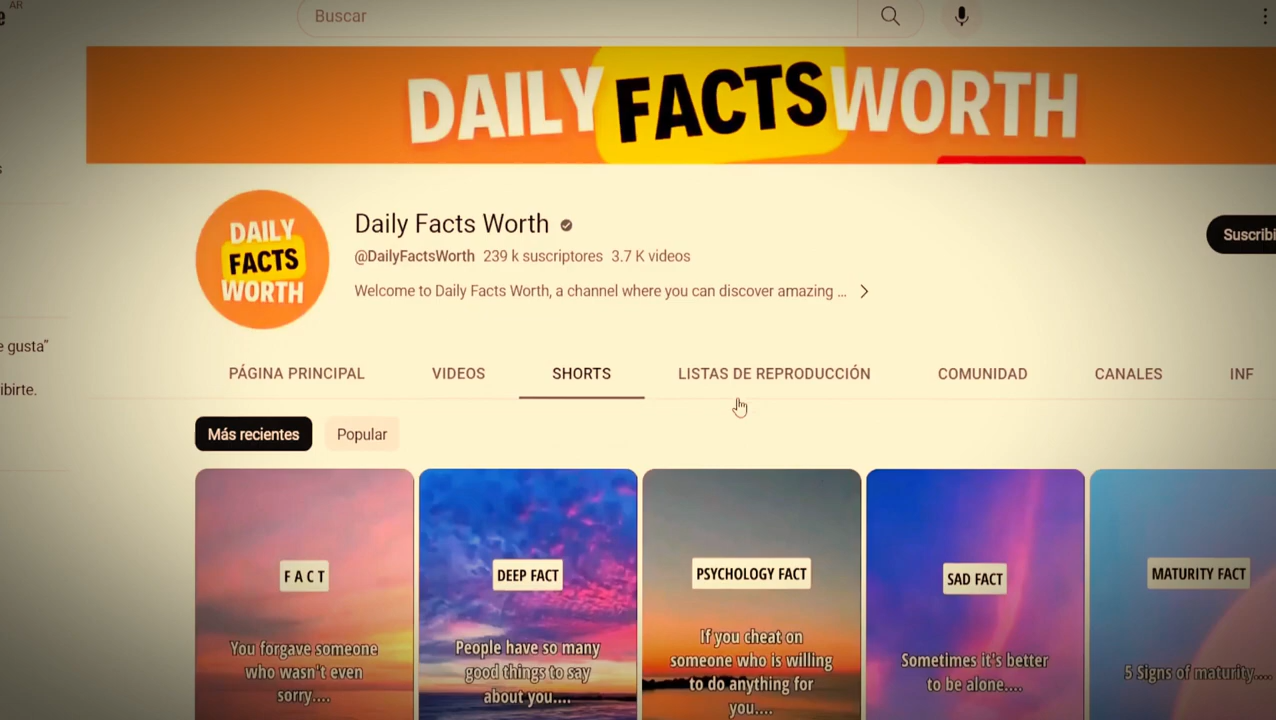 AR
e
Buscar
DAILY FACTS WORTH
DAILY
FACTS
WORTH
Daily Facts Worth
@DailyFactsWorth 239 k suscriptores 3.7 K videos
Welcome to Daily Facts Worth, a channel where you can discover amazing ...
Suscribi
e gusta”
ibirte.
PÁGINA PRINCIPAL VIDEOS SHORTS LISTAS DE REPRODUCCIÓN COMUNIDAD CANALES INF
Más recientes Popular
FACT
You forgave someone
who wasn't even
sorry....
DEEP FACT
People have so many
good things to say
about you....
PSYCHOLOGY FACT
If you cheat on
someone who is willing
to do anything for
you....
SAD FACT
Sometimes it's better
to be alone....
MATURITY FACT
5 Signs of maturity....